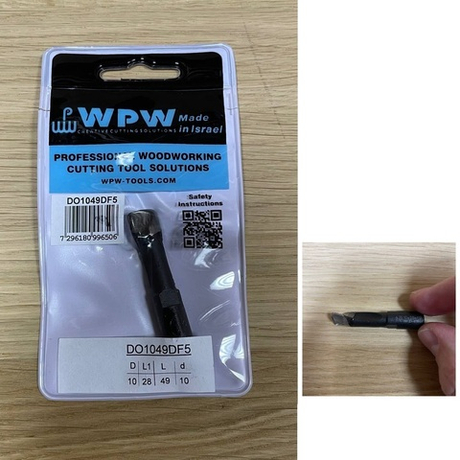 WPW
CREATIVE CUTTING SOLUTIONS
Made
in Israel
PROFESSIONAL WOODWORKING
CUTTING TOOL SOLUTIONS
WPW-TOOLS.COM
DO1049DF5
7 296180 996506
Safety
Instructions
DO1049DF5
D L1 L d
10 28 49 10